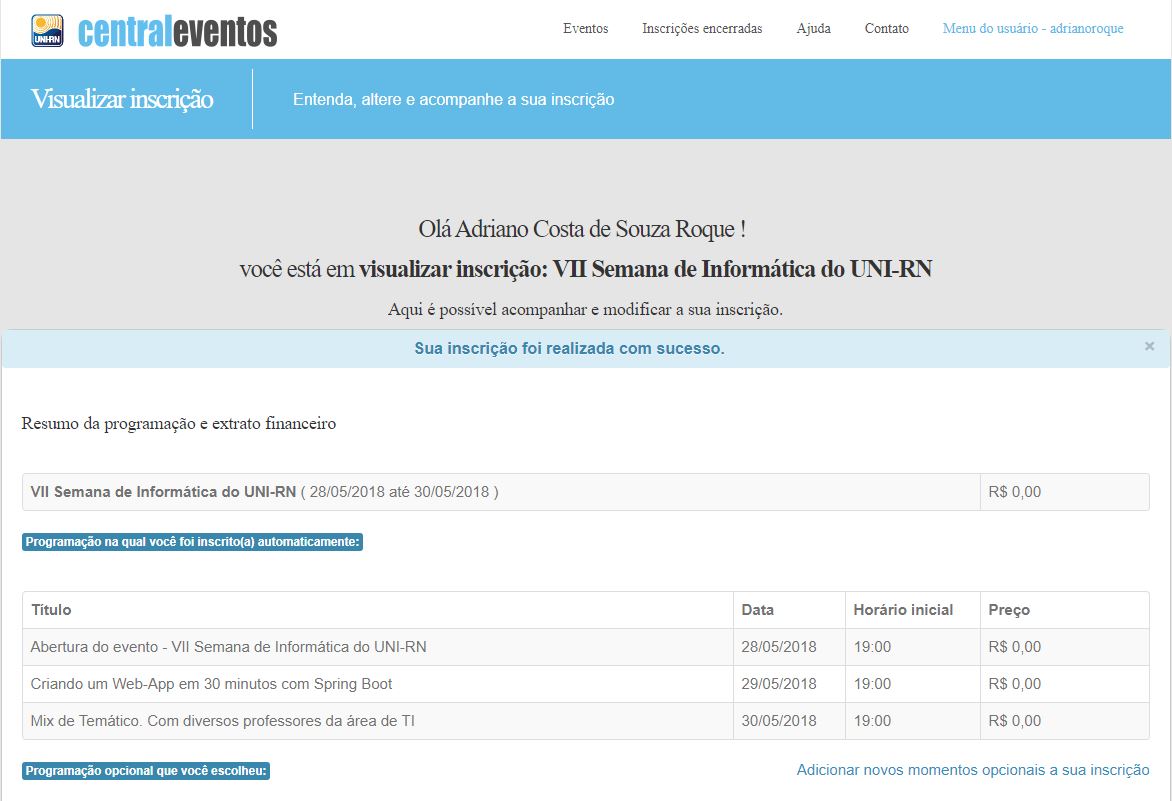 UNI-RN
centraleventos
Eventos Inscrições encerradas Ajuda Contato Menu do usuário - adrianoroque
Visualizar inscrição Entenda, altere e acompanhe a sua inscrição
Olá Adriano Costa de Souza Roque !
você está em visualizar inscrição: VII Semana de Informática do UNI-RN
Aqui é possível acompanhar e modificar a sua inscrição.
Sua inscrição foi realizada com sucesso. ×
Resumo da programação e extrato financeiro
VII Semana de Informática do UNI-RN ( 28/05/2018 até 30/05/2018 ) R$ 0,00
Programação na qual você foi inscrito(a) automaticamente:
Título Data Horário inicial Preço
Abertura do evento - VII Semana de Informática do UNI-RN 28/05/2018 19:00 R$ 0,00
Criando um Web-App em 30 minutos com Spring Boot 29/05/2018 19:00 R$ 0,00
Mix de Temático. Com diversos professores da área de TI 30/05/2018 19:00 R$ 0,00
Programação opcional que você escolheu: Adicionar novos momentos opcionais a sua inscrição